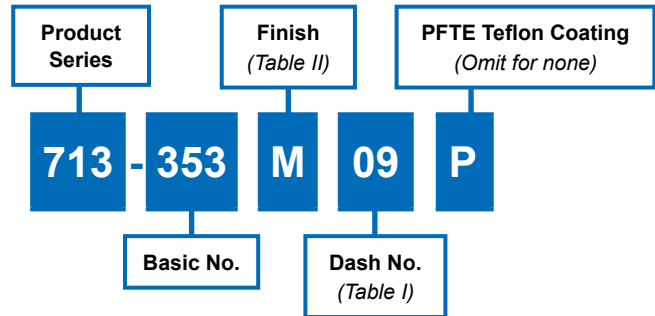 Product
Series
Finish
(Table II)
PFTE Teflon Coating
(Omit for none)
713 - 353 M 09 P
Basic No.
Dash No.
(Table I)